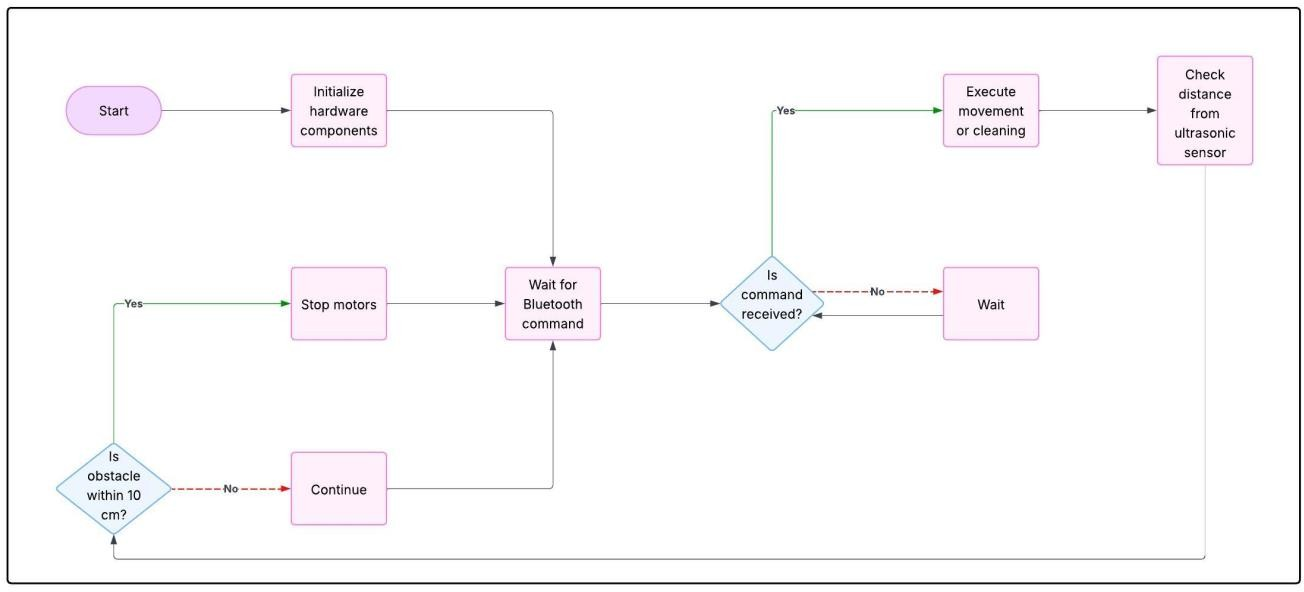 Start
Initialize
hardware
components
Yes
Execute
movement
or cleaning
Check
distance
from
ultrasonic
sensor
Yes
Stop motors
Wait for
Bluetooth
command
Is
command
received?
No
Wait
Is
obstacle
within 10
cm?
No
Continue